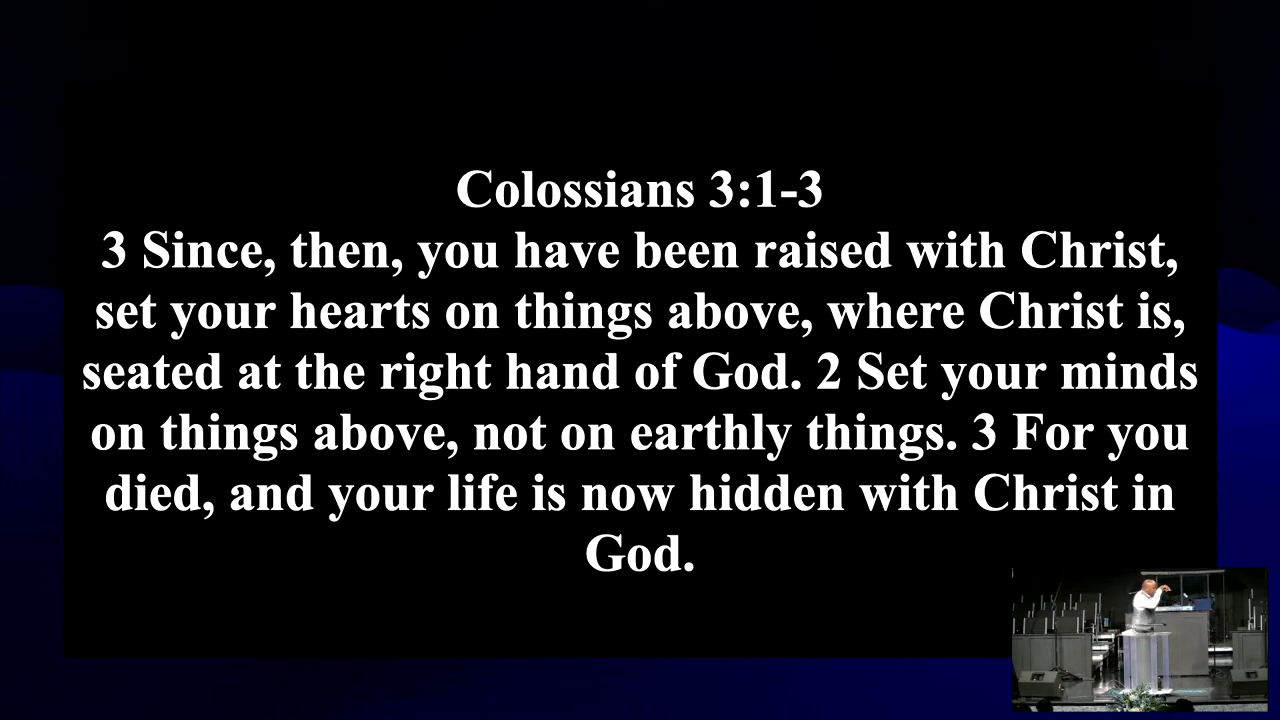 Colossians 3:1-3
3 Since, then, you have been raised with Christ,
set your hearts on things above, where Christ is,
seated at the right hand of God. 2 Set your minds
on things above, not on earthly things. 3 For you
died, and your life is now hidden with Christ in
God.